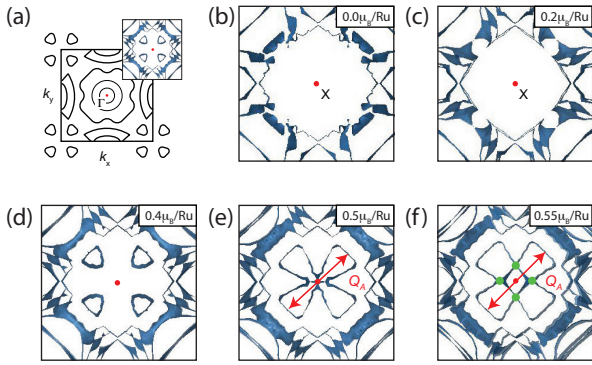 (a)
Γ
k_y
k_x
(b)
0.0μ_B/Ru
X
(c)
0.2μ_B/Ru
X
(d)
0.4μ_B/Ru
(e)
0.5μ_B/Ru
Q_A
(f)
0.55μ_B/Ru
Q_A